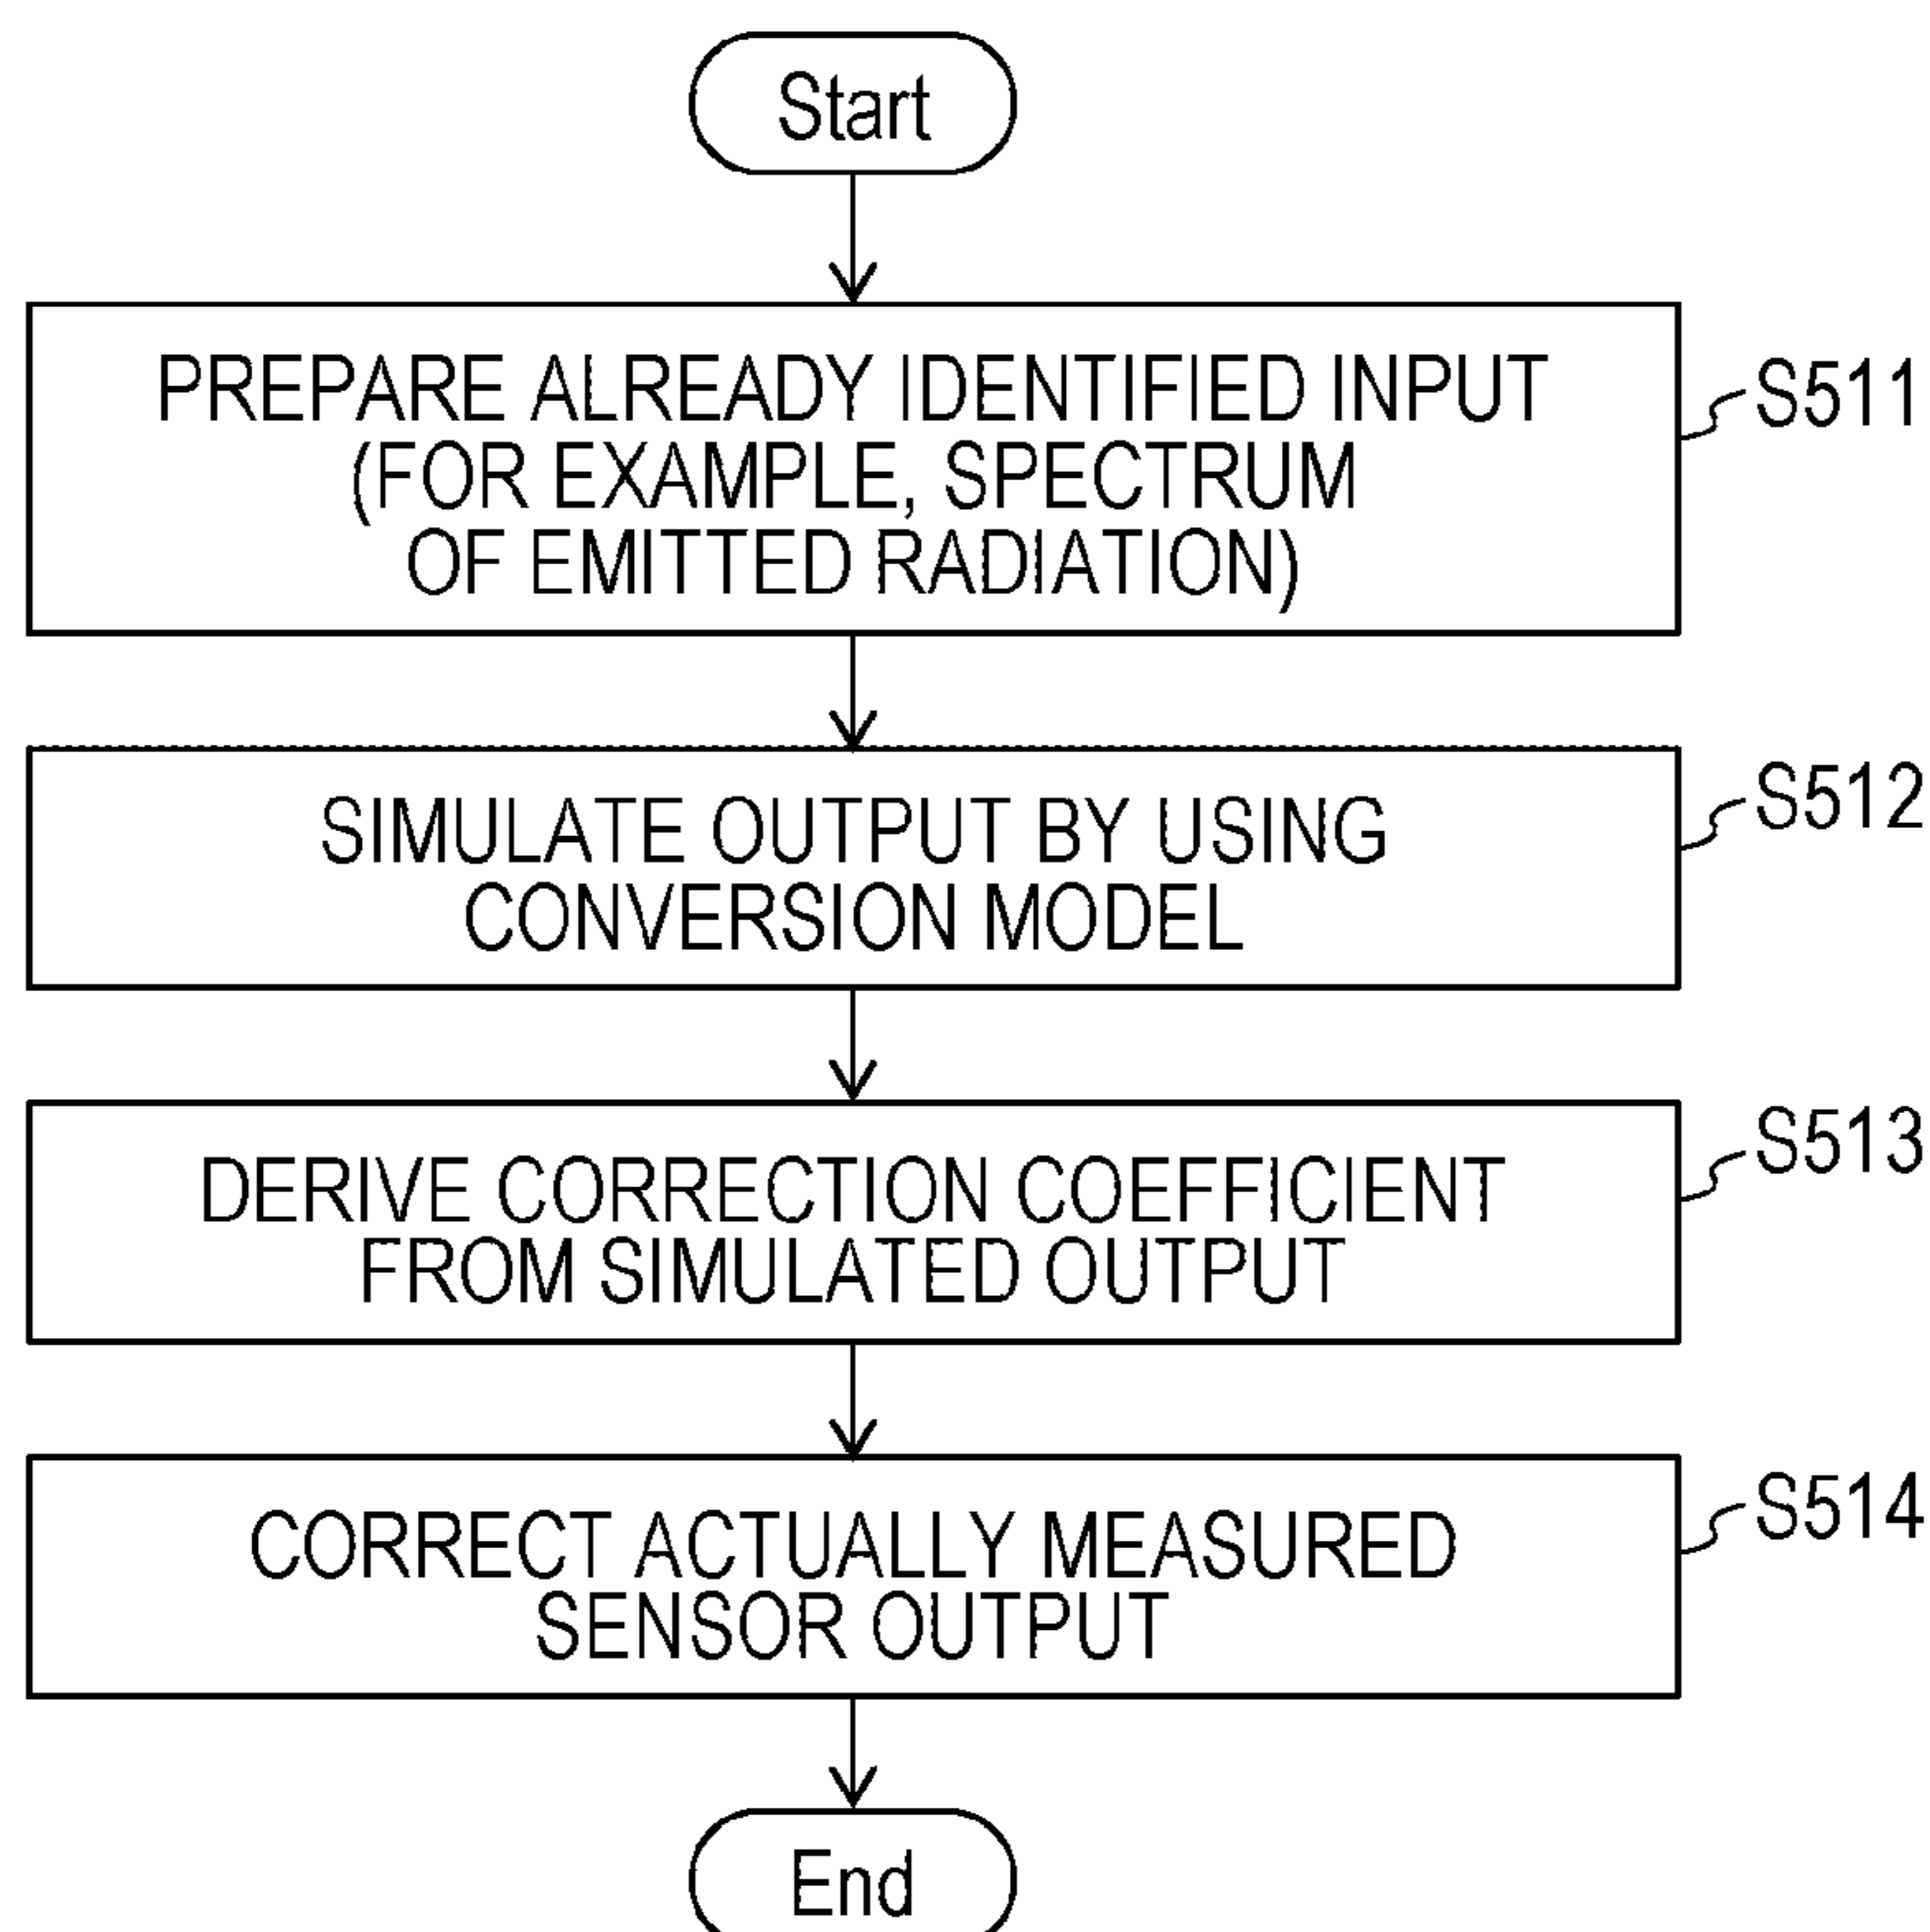 Start
PREPARE ALREADY IDENTIFIED INPUT
(FOR EXAMPLE, SPECTRUM
OF EMITTED RADIATION)
S511
SIMULATE OUTPUT BY USING
CONVERSION MODEL
S512
DERIVE CORRECTION COEFFICIENT
FROM SIMULATED OUTPUT
S513
CORRECT ACTUALLY MEASURED
SENSOR OUTPUT
S514
End